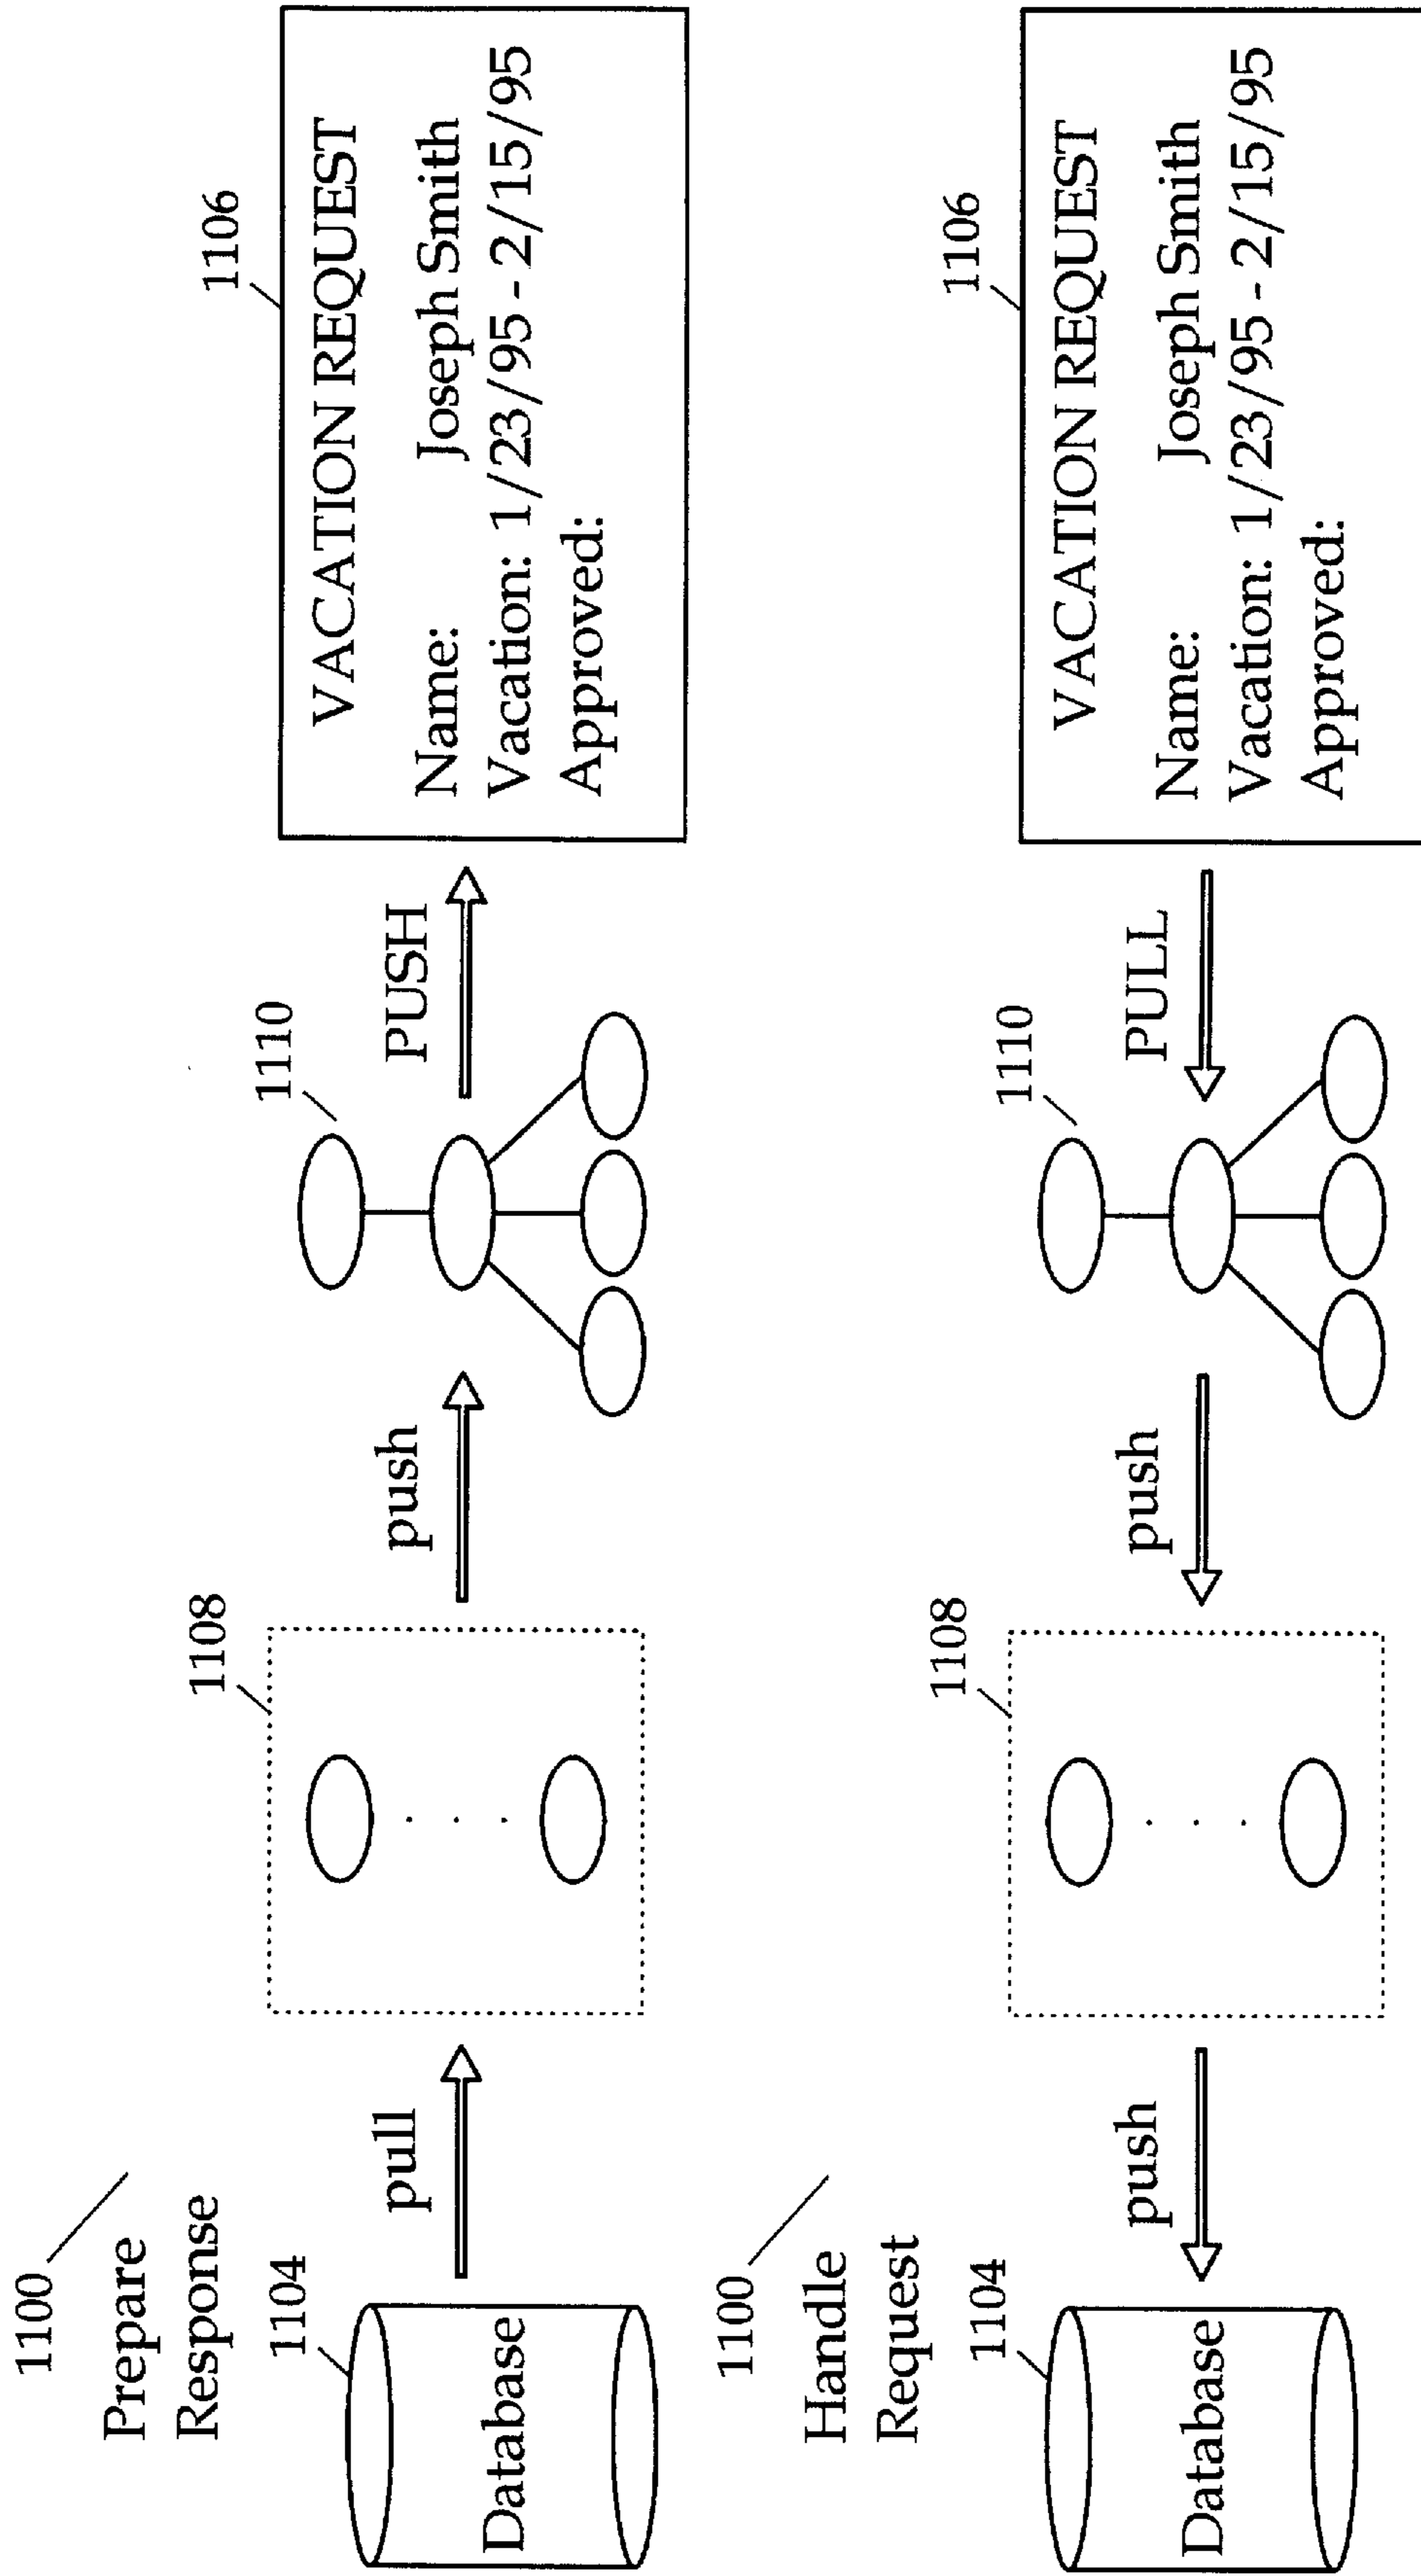 1100
Prepare
Response
1104
Database
pull
1108
push
1110
PUSH
1106
VACATION REQUEST
Name: Joseph Smith
Vacation: 1/23/95 - 2/15/95
Approved:
1100
Handle
Request
1104
Database
push
1108
push
1110
PULL
1106
VACATION REQUEST
Name: Joseph Smith
Vacation: 1/23/95 - 2/15/95
Approved: